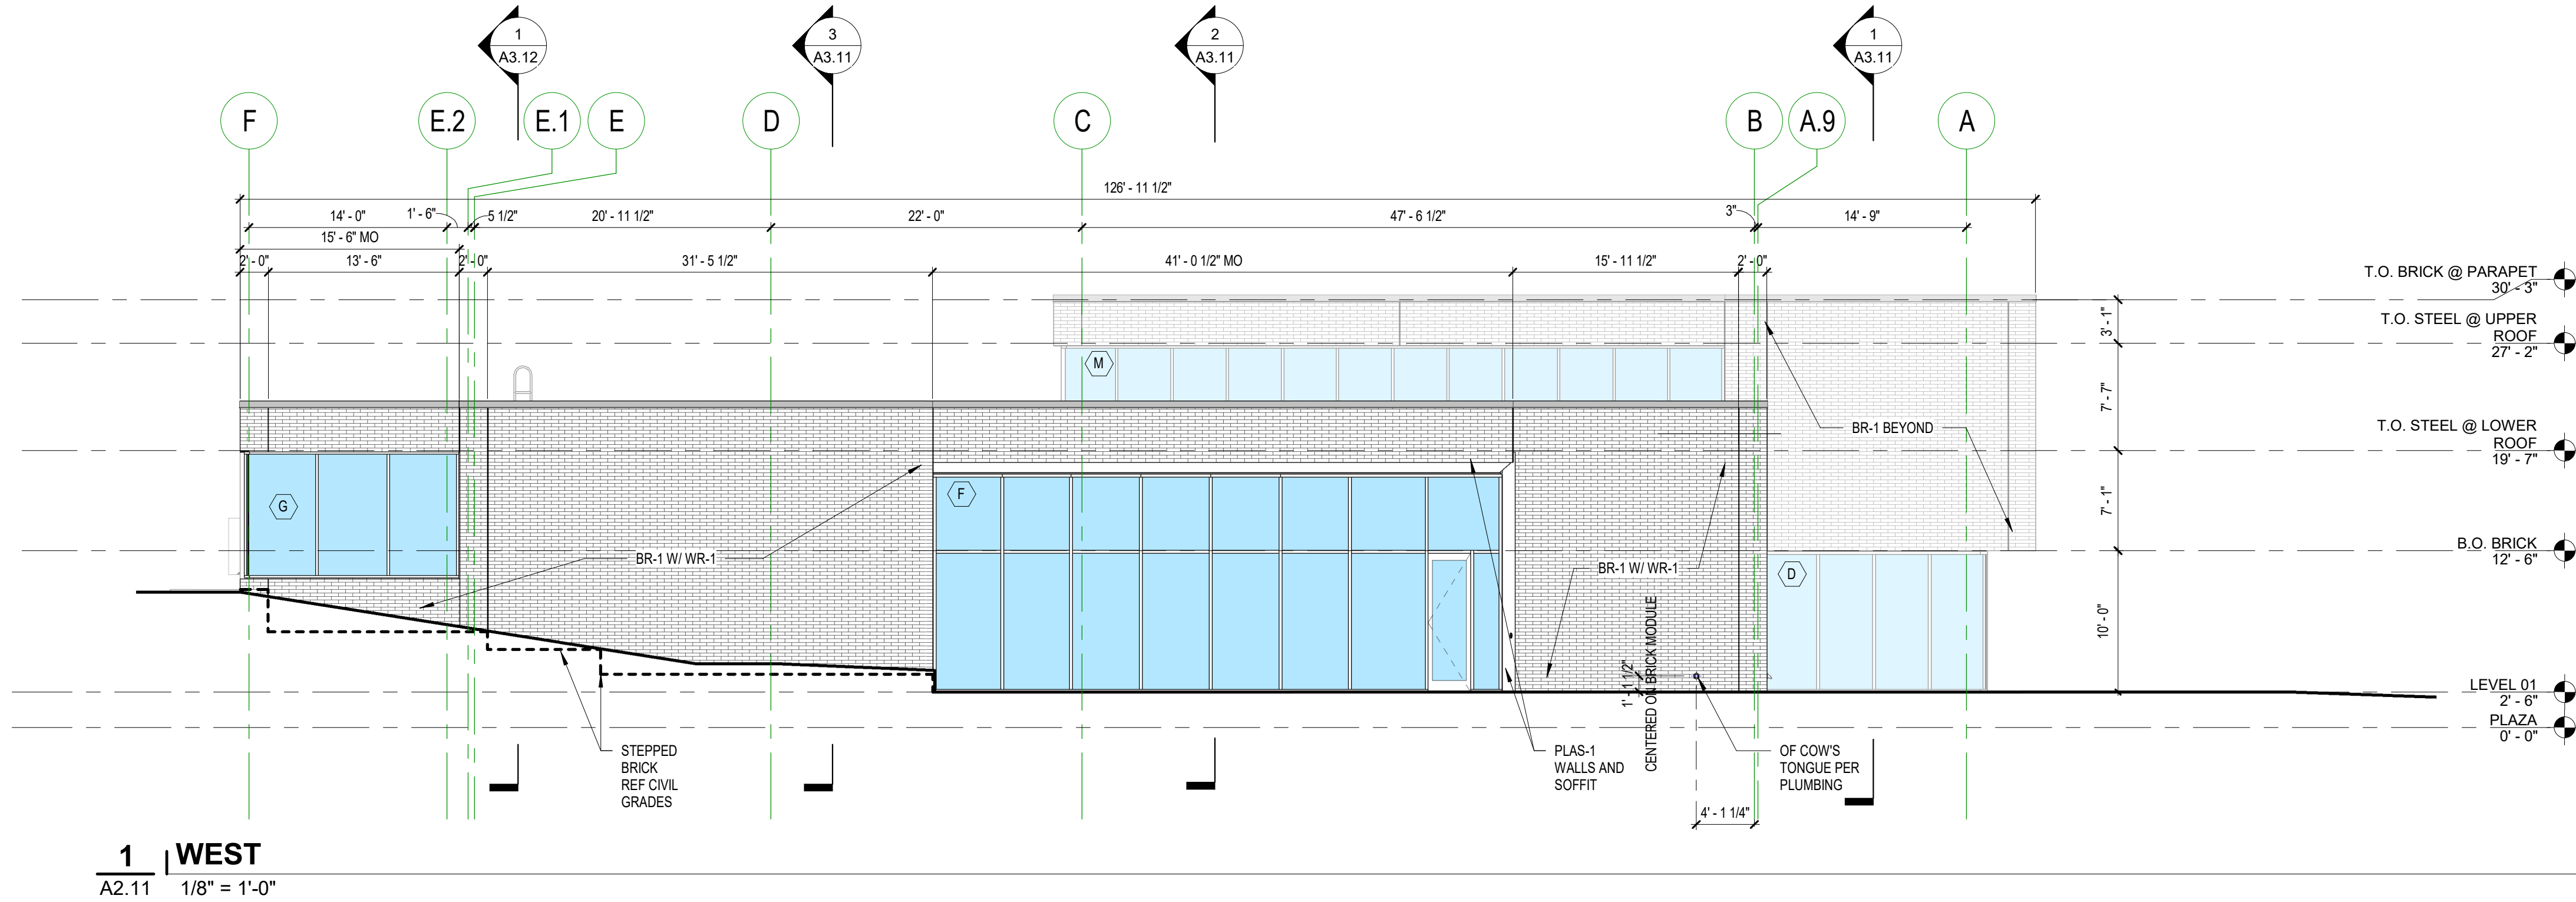 1
A3.12
3
A3.11
2
A3.11
1
A3.11
F
E.2
E.1
E
D
C
B
A.9
A
126' - 11 1/2"
14' - 0"
1' - 6"
5 1/2"
20' - 11 1/2"
22' - 0"
47' - 6 1/2"
3"
14' - 9"
15' - 6" MO
2' - 0"
13' - 6"
2' - 0"
31' - 5 1/2"
41' - 0 1/2" MO
15' - 11 1/2"
2' - 0"
T.O. BRICK @ PARAPET
30' - 3"
T.O. STEEL @ UPPER
ROOF
27' - 2"
T.O. STEEL @ LOWER
ROOF
19' - 7"
B.O. BRICK
12' - 6"
LEVEL 01
2' - 6"
PLAZA
0' - 0"
3' - 1"
7' - 7"
7' - 1"
10' - 0"
M
G
F
D
BR-1 BEYOND
BR-1 W/ WR-1
BR-1 W/ WR-1
1' - 1 1/2"
CENTERED ON BRICK MODULE
STEPPED
BRICK
REF CIVIL
GRADES
PLAS-1
WALLS AND
SOFFIT
OF COW'S
TONGUE PER
PLUMBING
4' - 1 1/4"
1
WEST
A2.11
1/8" = 1'-0"